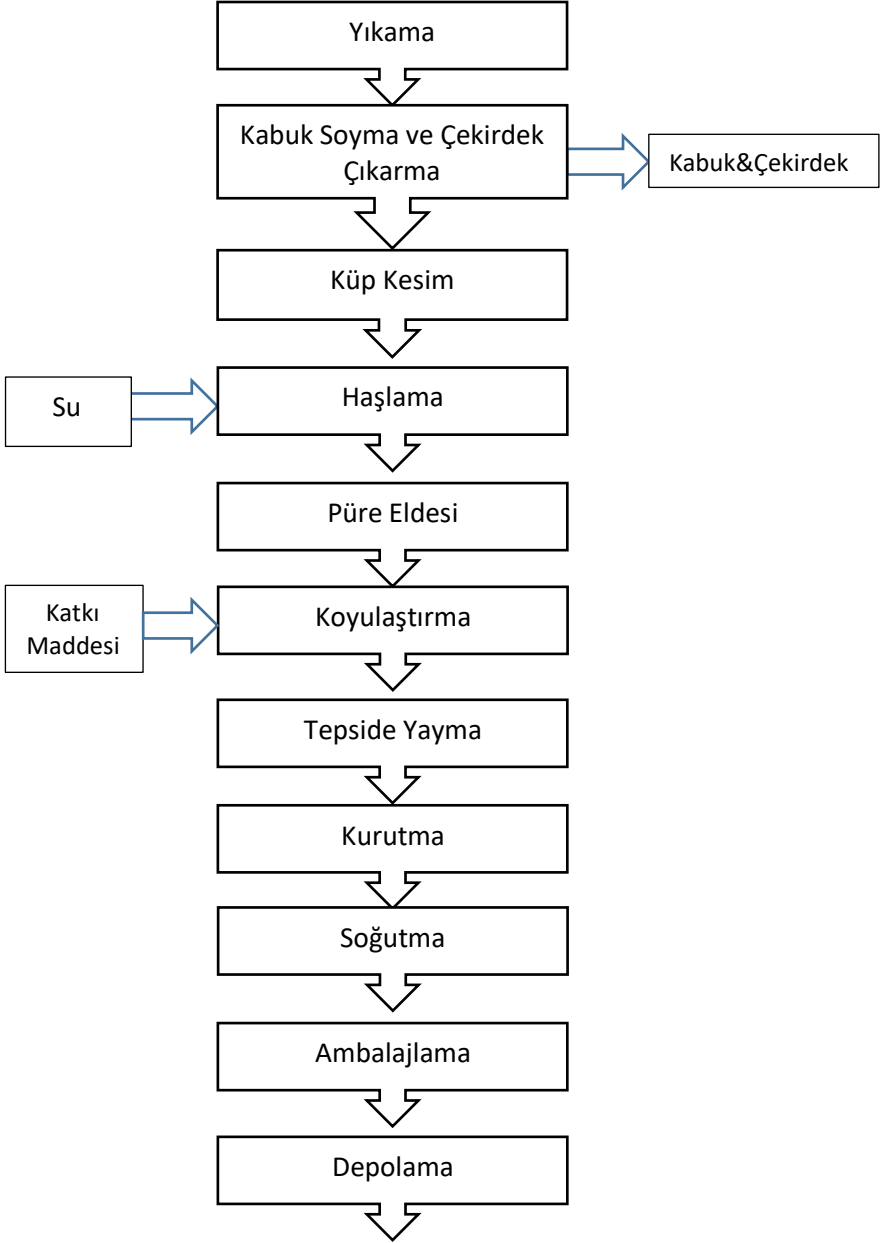 Yıkama
Kabuk Soyma ve Çekirdek
Çıkarma
Kabuk&Çekirdek
Küp Kesim
Su
Haşlama
Püre Eldesi
Katkı
Maddesi
Koyulaştırma
Tepside Yayma
Kurutma
Soğutma
Ambalajlama
Depolama